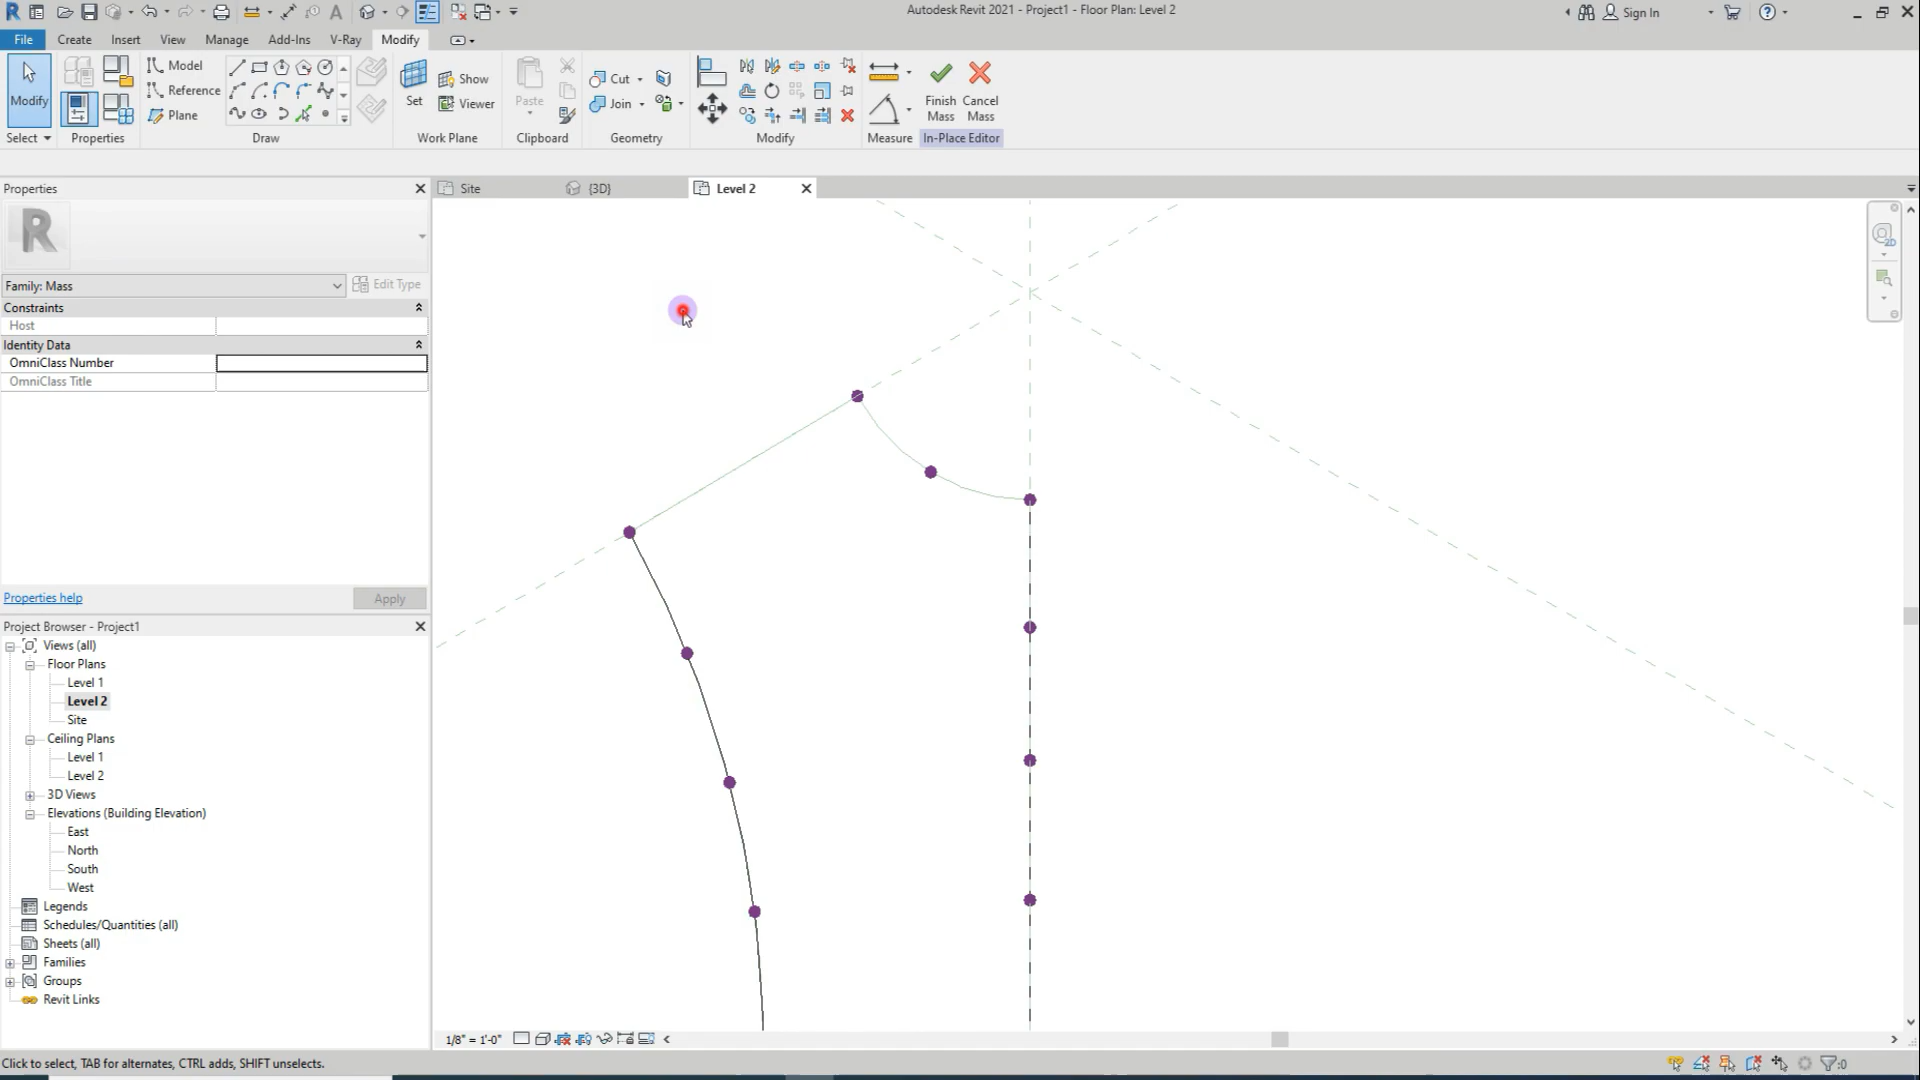 Autodesk Revit 2021 - Project1 - Floor Plan: Level 2
Sign In
File Create Insert View Manage Add-Ins V-Ray Modify
Modify
Select
Properties
Model
Reference
Plane
Draw
Set
Show
Viewer
Work Plane
Paste
Clipboard
Cut
Join
Geometry
Modify
Measure
Finish Mass
Cancel Mass
In-Place Editor
Properties
Site
{3D}
Level 2
R
Family: Mass
Edit Type
Constraints
Host
Identity Data
OmniClass Number
OmniClass Title
Properties help
Apply
Project Browser - Project1
Views (all)
Floor Plans
Level 1
Level 2
Site
Ceiling Plans
Level 1
Level 2
3D Views
Elevations (Building Elevation)
East
North
South
West
Legends
Schedules/Quantities (all)
Sheets (all)
Families
Groups
Revit Links
1/8" = 1'-0"
Click to select, TAB for alternates, CTRL adds, SHIFT unselects.
:0